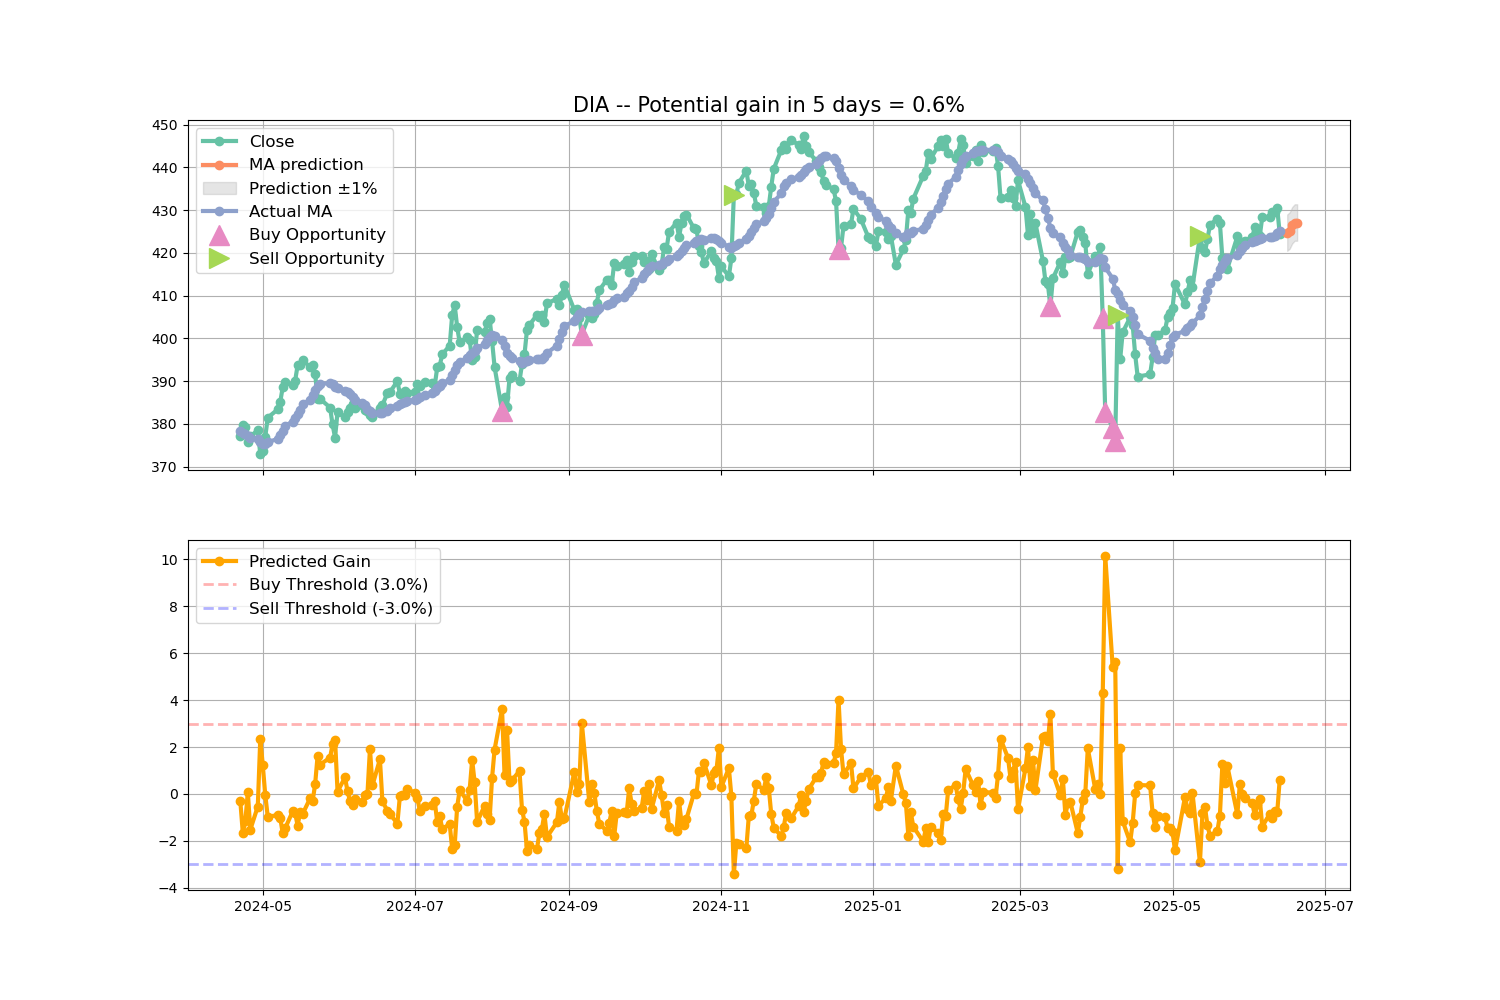 DIA -- Potential gain in 5 days = 0.6%
450
440
430
420
410
400
390
380
370
Close
MA prediction
Prediction ±1%
Actual MA
Buy Opportunity
Sell Opportunity
10
8
6
4
2
0
−2
−4
Predicted Gain
Buy Threshold (3.0%)
Sell Threshold (-3.0%)
2024-05
2024-07
2024-09
2024-11
2025-01
2025-03
2025-05
2025-07